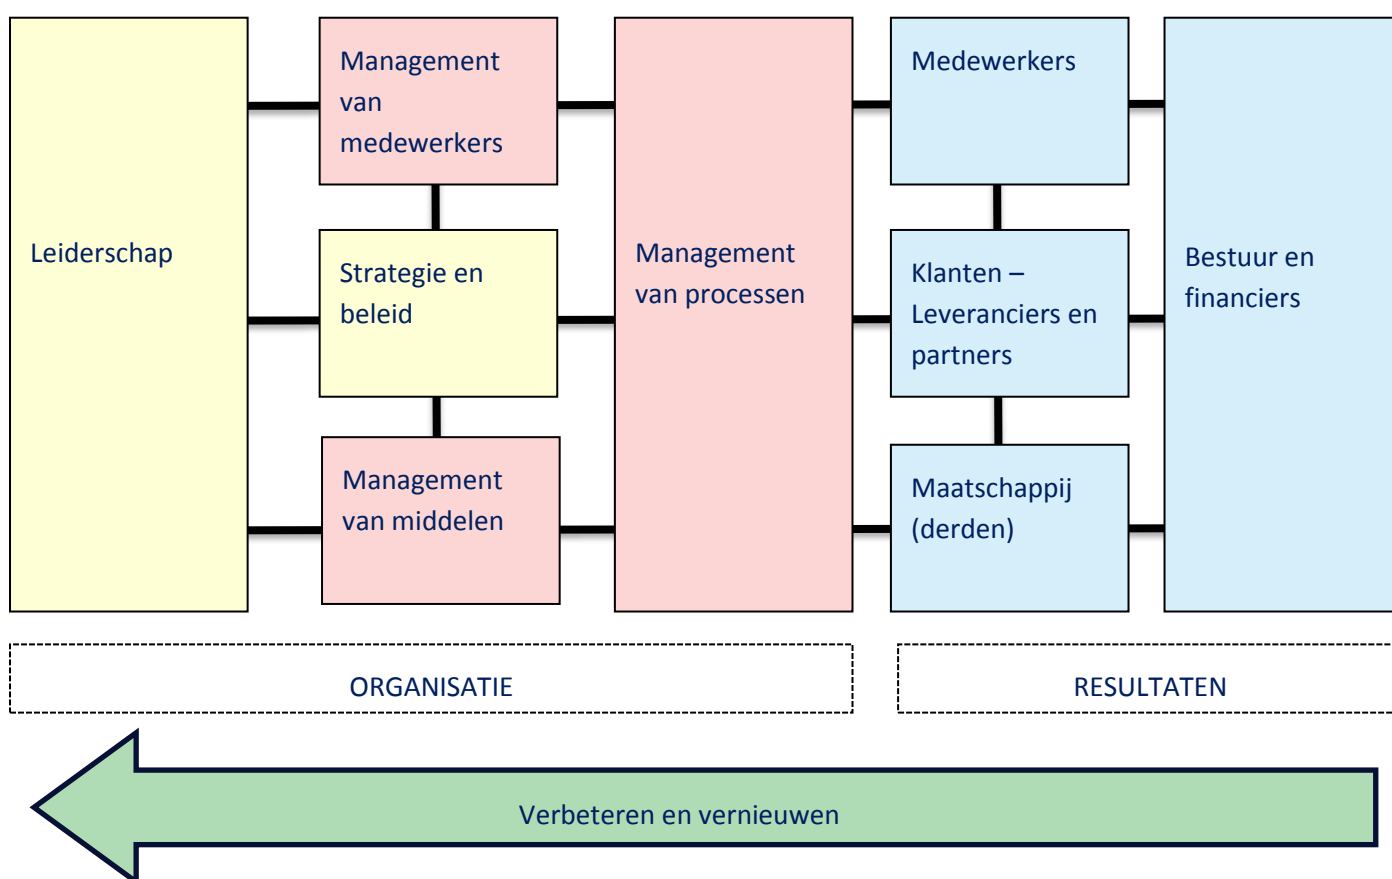 Leiderschap
Management
van
medewerkers
Strategie en
beleid
Management
van middelen
Management
van processen
Medewerkers
Klanten –
Leveranciers en
partners
Maatschappij
(derden)
Bestuur en
financiers
ORGANISATIE
RESULTATEN
Verbeteren en vernieuwen